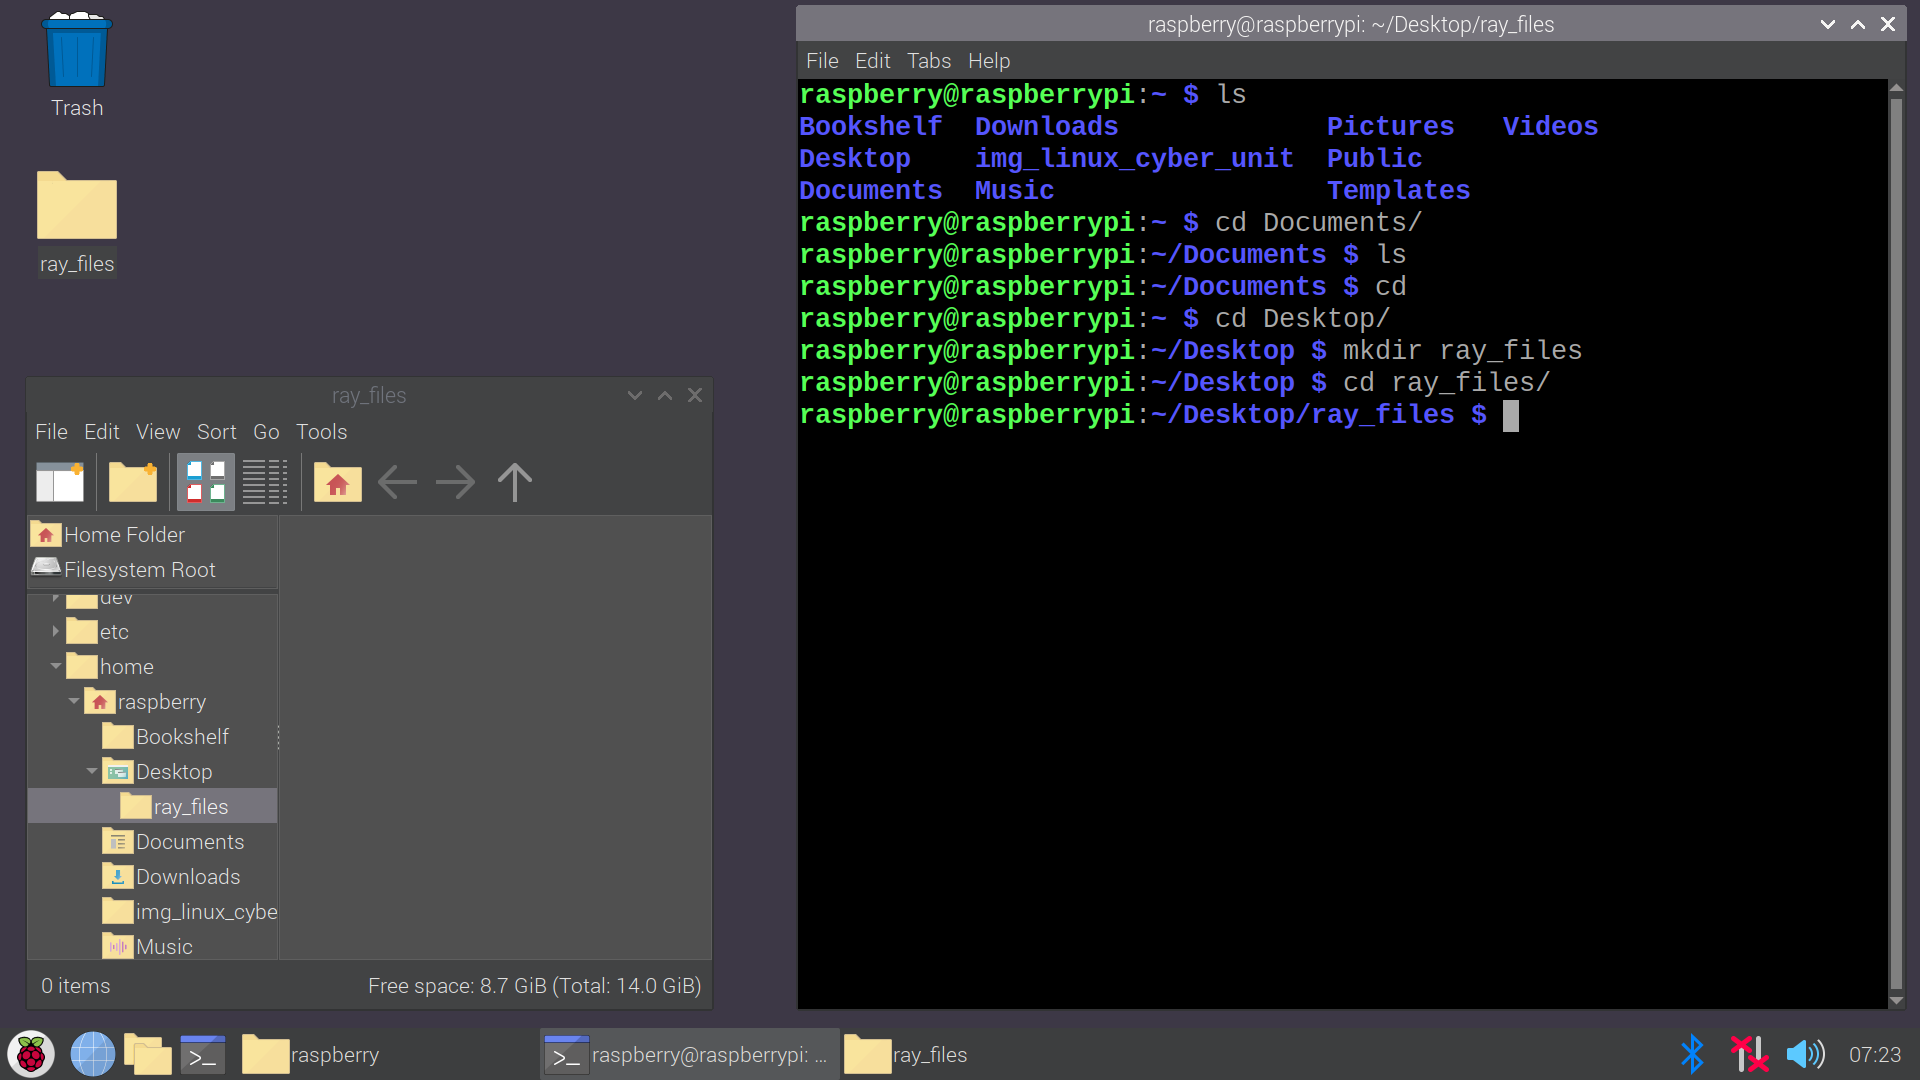 Trash
ray_files
raspberry@raspberrypi: ~/Desktop/ray_files
File Edit Tabs Help
raspberry@raspberrypi:~ $ ls
Bookshelf  Downloads             Pictures   Videos
Desktop    img_linux_cyber_unit  Public
Documents  Music                 Templates
raspberry@raspberrypi:~ $ cd Documents/
raspberry@raspberrypi:~/Documents $ ls
raspberry@raspberrypi:~/Documents $ cd
raspberry@raspberrypi:~ $ cd Desktop/
raspberry@raspberrypi:~/Desktop $ mkdir ray_files
raspberry@raspberrypi:~/Desktop $ cd ray_files/
raspberry@raspberrypi:~/Desktop/ray_files $
ray_files
File Edit View Sort Go Tools
Home Folder
Filesystem Root
dev
etc
home
raspberry
Bookshelf
Desktop
ray_files
Documents
Downloads
img_linux_cybe
Music
0 items
Free space: 8.7 GiB (Total: 14.0 GiB)
>_
raspberry
>_
raspberry@raspberrypi: ...
ray_files
07:23